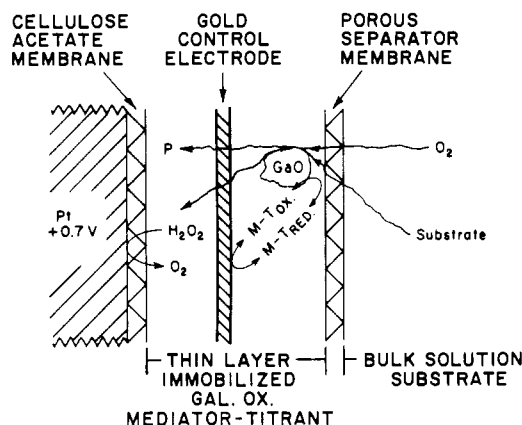 CELLULOSE
ACETATE
MEMBRANE
GOLD
CONTROL
ELECTRODE
POROUS
SEPARATOR
MEMBRANE
P
O₂
GaO
Pt
+0.7 V
H₂O₂
O₂
M-TOX.
M-TRED.
Substrate
THIN LAYER
IMMOBILIZED
GAL. OX.
MEDIATOR-TITRANT
BULK SOLUTION
SUBSTRATE